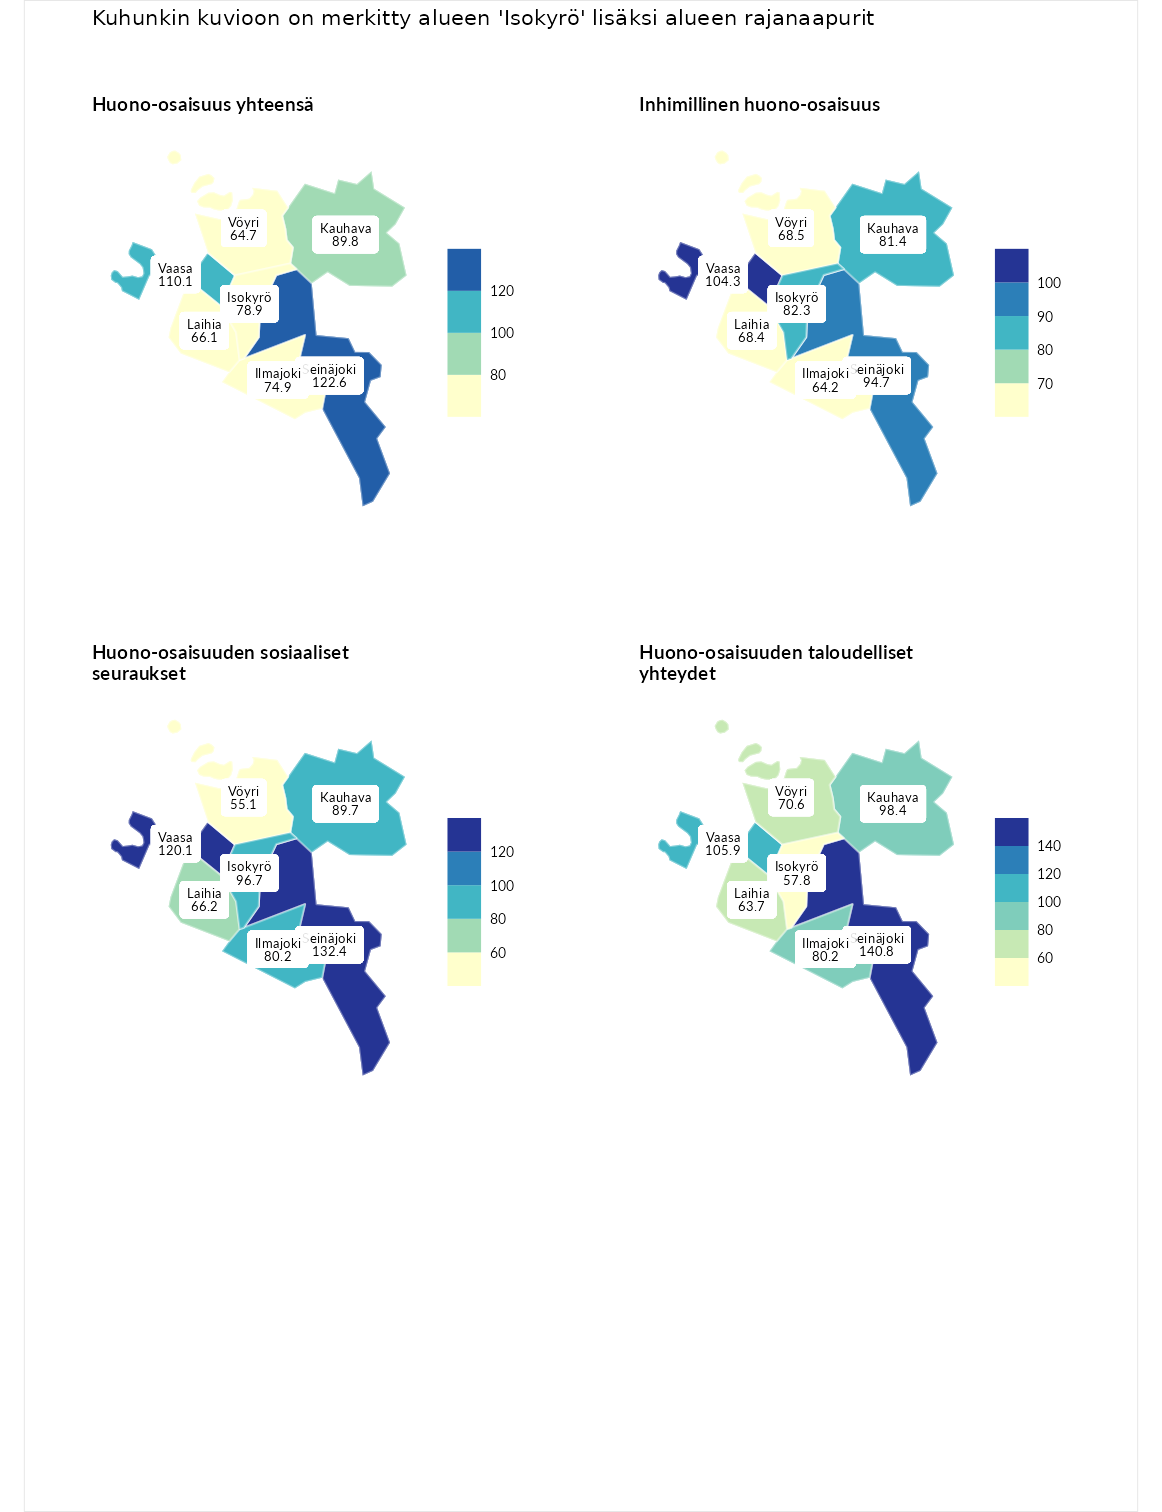 Kuhunkin kuvioon on merkitty alueen 'Isokyrö' lisäksi alueen rajanaapurit
Huono-osaisuus yhteensä
Vöyri
64.7
Kauhava
89.8
Vaasa
110.1
Isokyrö
78.9
Laihia
66.1
Ilmajoki
74.9
Seinäjoki
122.6
120
100
80
Inhimillinen huono-osaisuus
Vöyri
68.5
Kauhava
81.4
Vaasa
104.3
Isokyrö
82.3
Laihia
68.4
Ilmajoki
64.2
Seinäjoki
94.7
100
90
80
70
Huono-osaisuuden sosiaaliset
seuraukset
Vöyri
55.1
Kauhava
89.7
Vaasa
120.1
Isokyrö
96.7
Laihia
66.2
Ilmajoki
80.2
Seinäjoki
132.4
120
100
80
60
Huono-osaisuuden taloudelliset
yhteydet
Vöyri
70.6
Kauhava
98.4
Vaasa
105.9
Isokyrö
57.8
Laihia
63.7
Ilmajoki
80.2
Seinäjoki
140.8
140
120
100
80
60